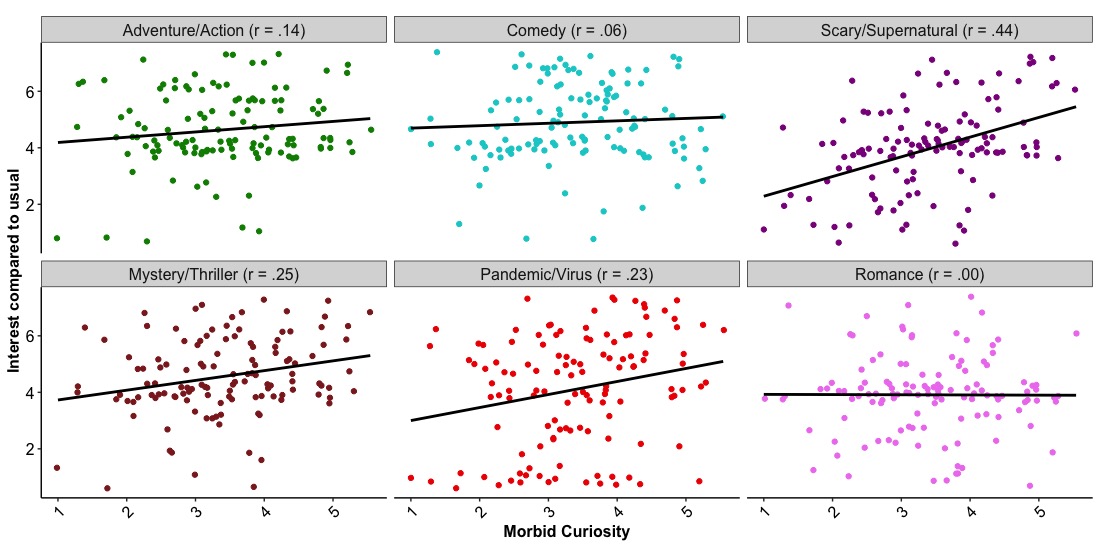 Adventure/Action (r = .14)
Comedy (r = .06)
Scary/Supernatural (r = .44)
6
4
2
Mystery/Thriller (r = .25)
Pandemic/Virus (r = .23)
Romance (r = .00)
6
4
2
Interest compared to usual
1 2 3 4 5
1 2 3 4 5
1 2 3 4 5
Morbid Curiosity